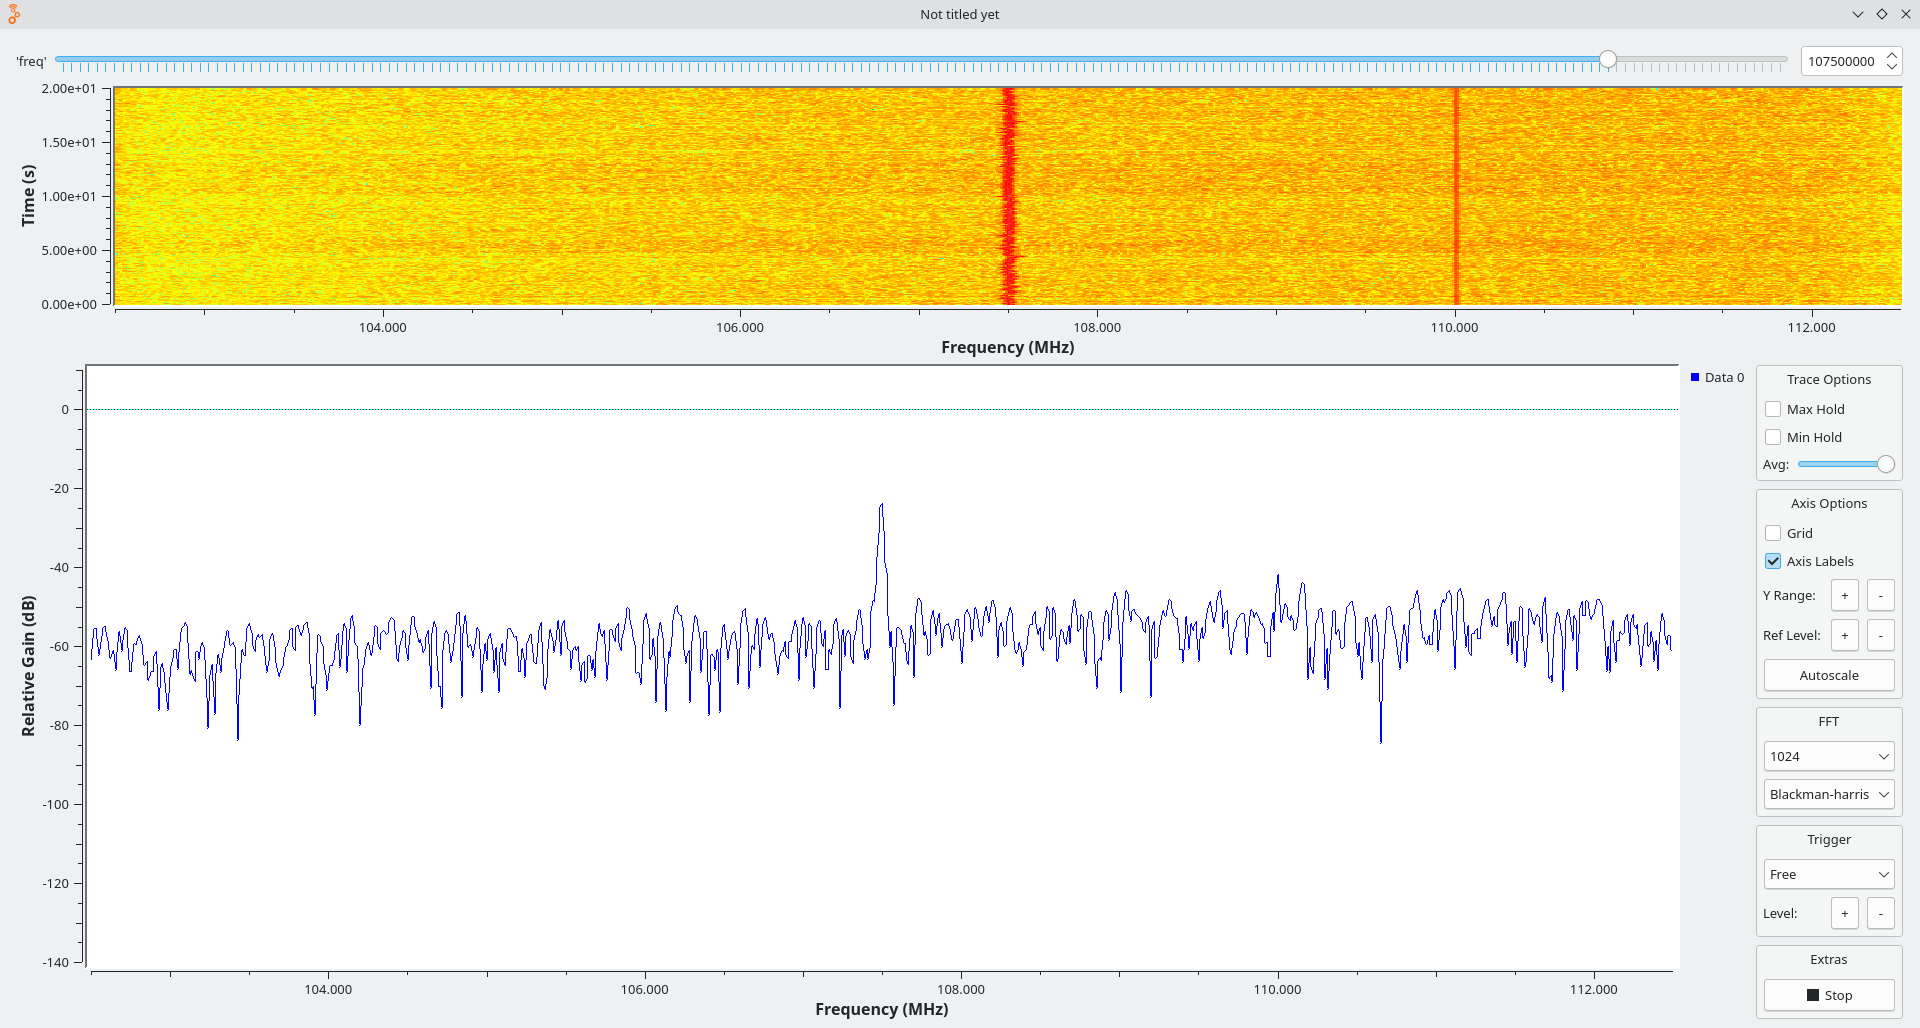 Not titled yet
'freq' 107500000
2.00e+01
1.50e+01
1.00e+01
5.00e+00
0.00e+00
Time (s)
104.000 106.000 108.000 110.000 112.000
Frequency (MHz)
0
-20
-40
-60
-80
-100
-120
-140
Relative Gain (dB)
104.000 106.000 108.000 110.000 112.000
Frequency (MHz)
Data 0
Trace Options
Max Hold
Min Hold
Avg:
Axis Options
Grid
Axis Labels
Y Range: + -
Ref Level: + -
Autoscale
FFT
1024
Blackman-harris
Trigger
Free
Level: + -
Extras
Stop